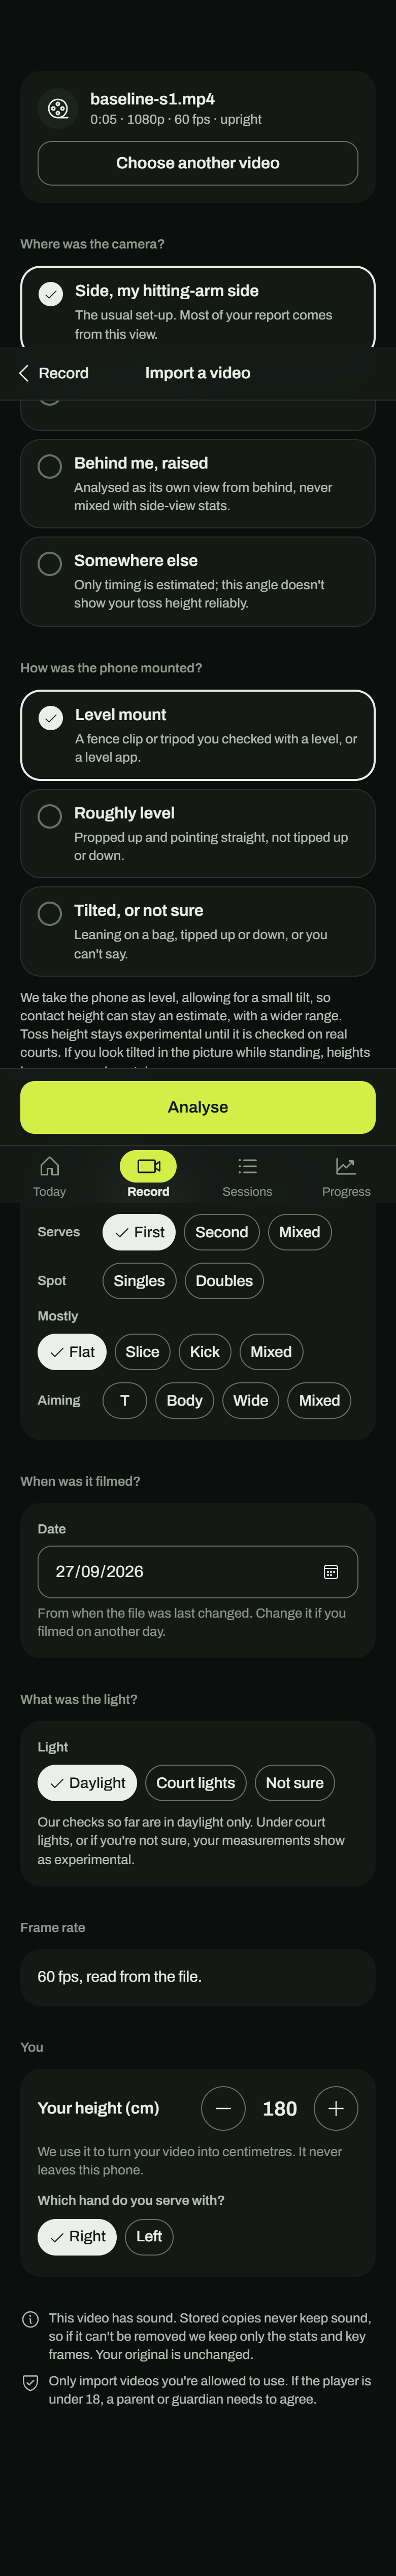 baseline-s1.mp4
0:05 · 1080p · 60 fps · upright
Choose another video
Where was the camera?
Side, my hitting-arm side
The usual set-up. Most of your report comes
from this view.
Record
Import a video
Behind me, raised
Analysed as its own view from behind, never
mixed with side-view stats.
Somewhere else
Only timing is estimated; this angle doesn't
show your toss height reliably.
How was the phone mounted?
Level mount
A fence clip or tripod you checked with a level, or
a level app.
Roughly level
Propped up and pointing straight, not tipped up
or down.
Tilted, or not sure
Leaning on a bag, tipped up or down, or you
can't say.
We take the phone as level, allowing for a small tilt, so
contact height can stay an estimate, with a wider range.
Toss height stays experimental until it is checked on real
courts. If you look tilted in the picture while standing, heights
Analyse
Today
Record
Sessions
Progress
Serves
First
Second
Mixed
Spot
Singles
Doubles
Mostly
Flat
Slice
Kick
Mixed
Aiming
T
Body
Wide
Mixed
When was it filmed?
Date
27/09/2026
From when the file was last changed. Change it if you
filmed on another day.
What was the light?
Light
Daylight
Court lights
Not sure
Our checks so far are in daylight only. Under court
lights, or if you're not sure, your measurements show
as experimental.
Frame rate
60 fps, read from the file.
You
Your height (cm)
180
We use it to turn your video into centimetres. It never
leaves this phone.
Which hand do you serve with?
Right
Left
This video has sound. Stored copies never keep sound,
so if it can't be removed we keep only the stats and key
frames. Your original is unchanged.
Only import videos you're allowed to use. If the player is
under 18, a parent or guardian needs to agree.